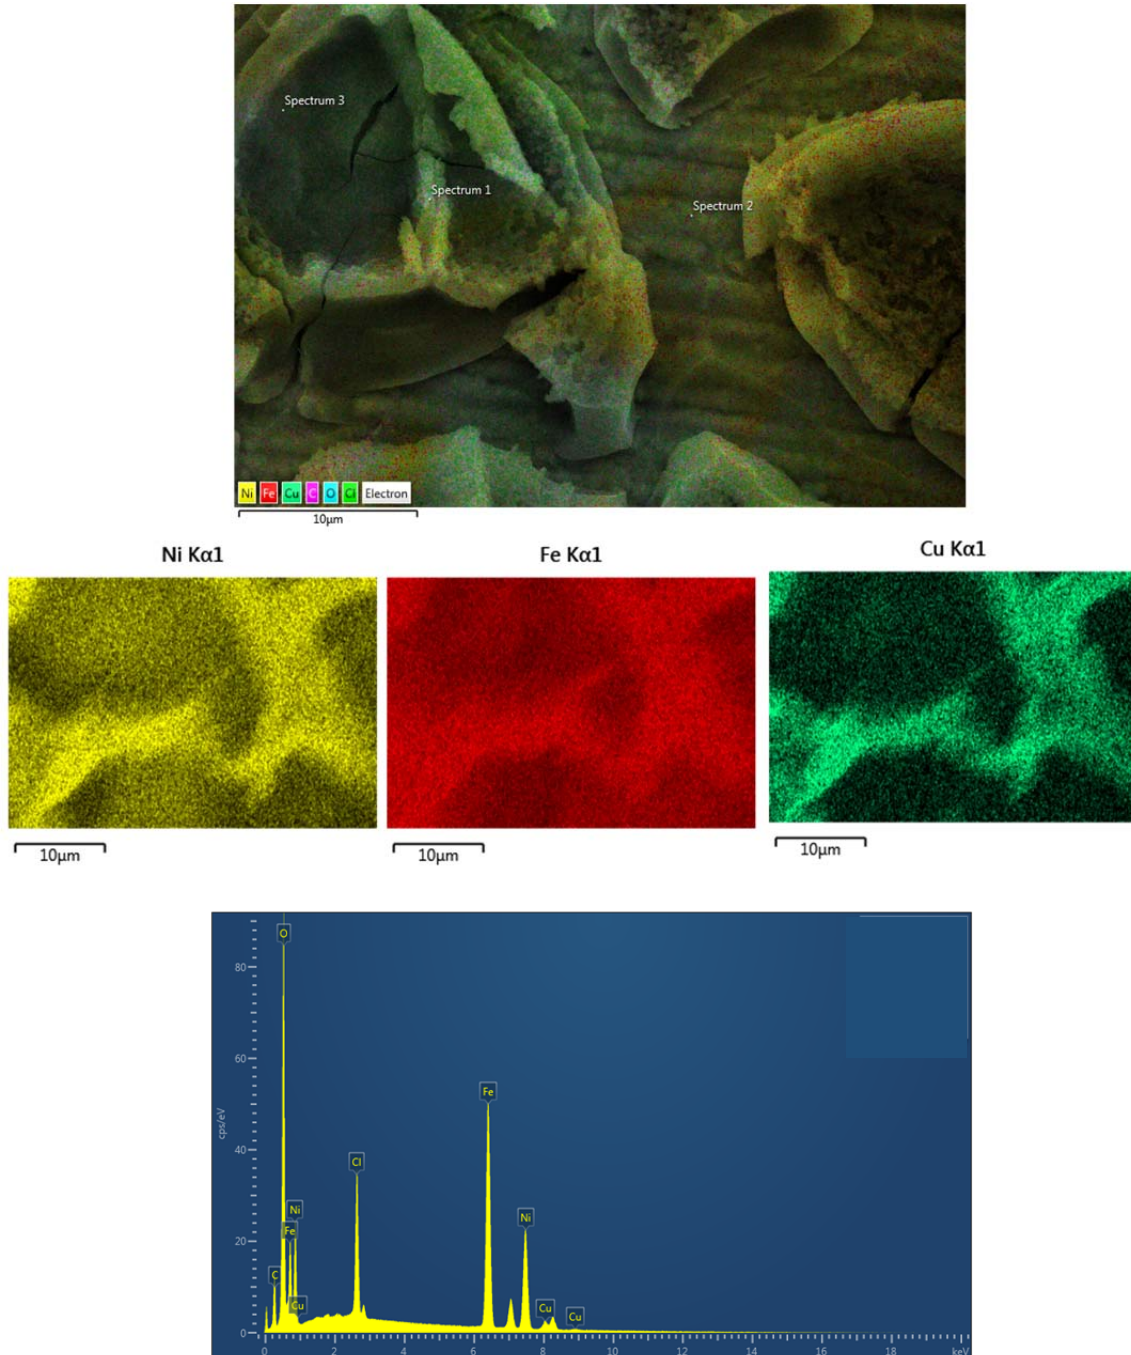 Spectrum 3
Spectrum 1
Spectrum 2
Ni Fe Cu C O Cl Electron
10μm
Ni Kα1
Fe Kα1
Cu Kα1
10μm
10μm
10μm
O
80
60
cps/eV
Fe
40
Cl
Ni
Ni
Fe
20
C
Cu
Cu
Cu
0
0 2 4 6 8 10 12 14 16 18 keV